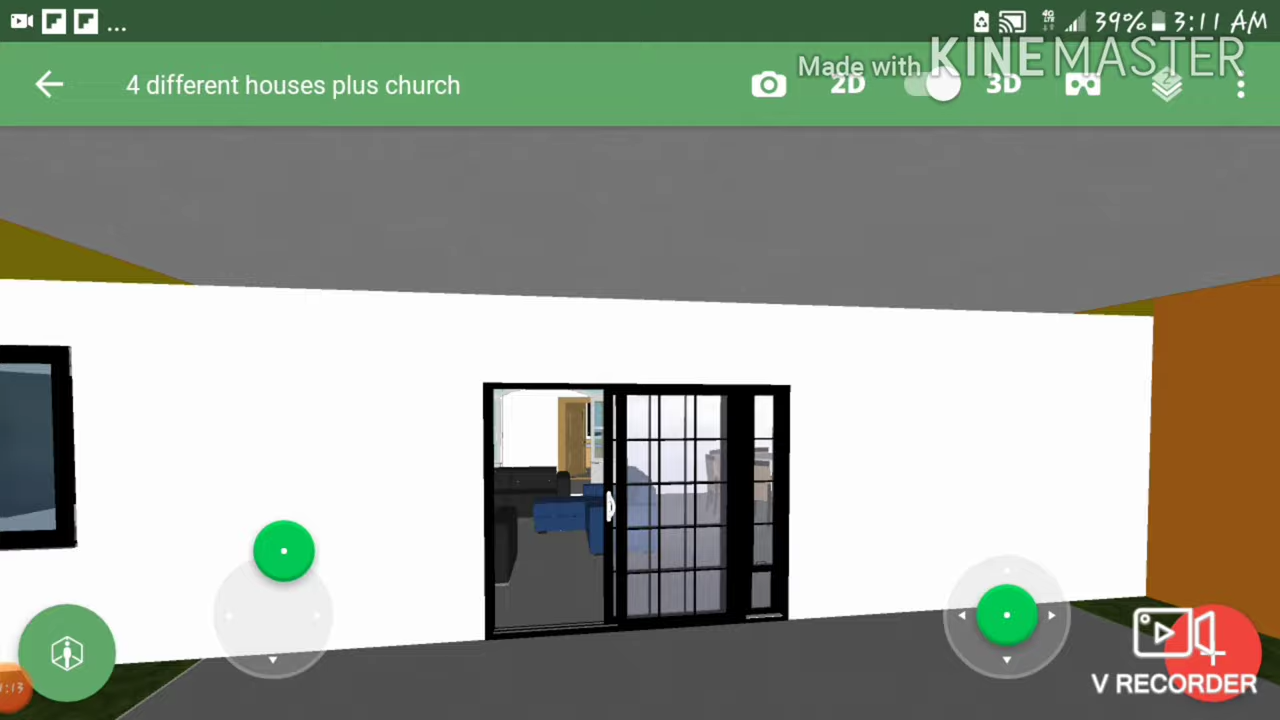 ... 39% 3:11 AM
Made with KINEMASTER
4 different houses plus church 2D 3D
V RECORDER